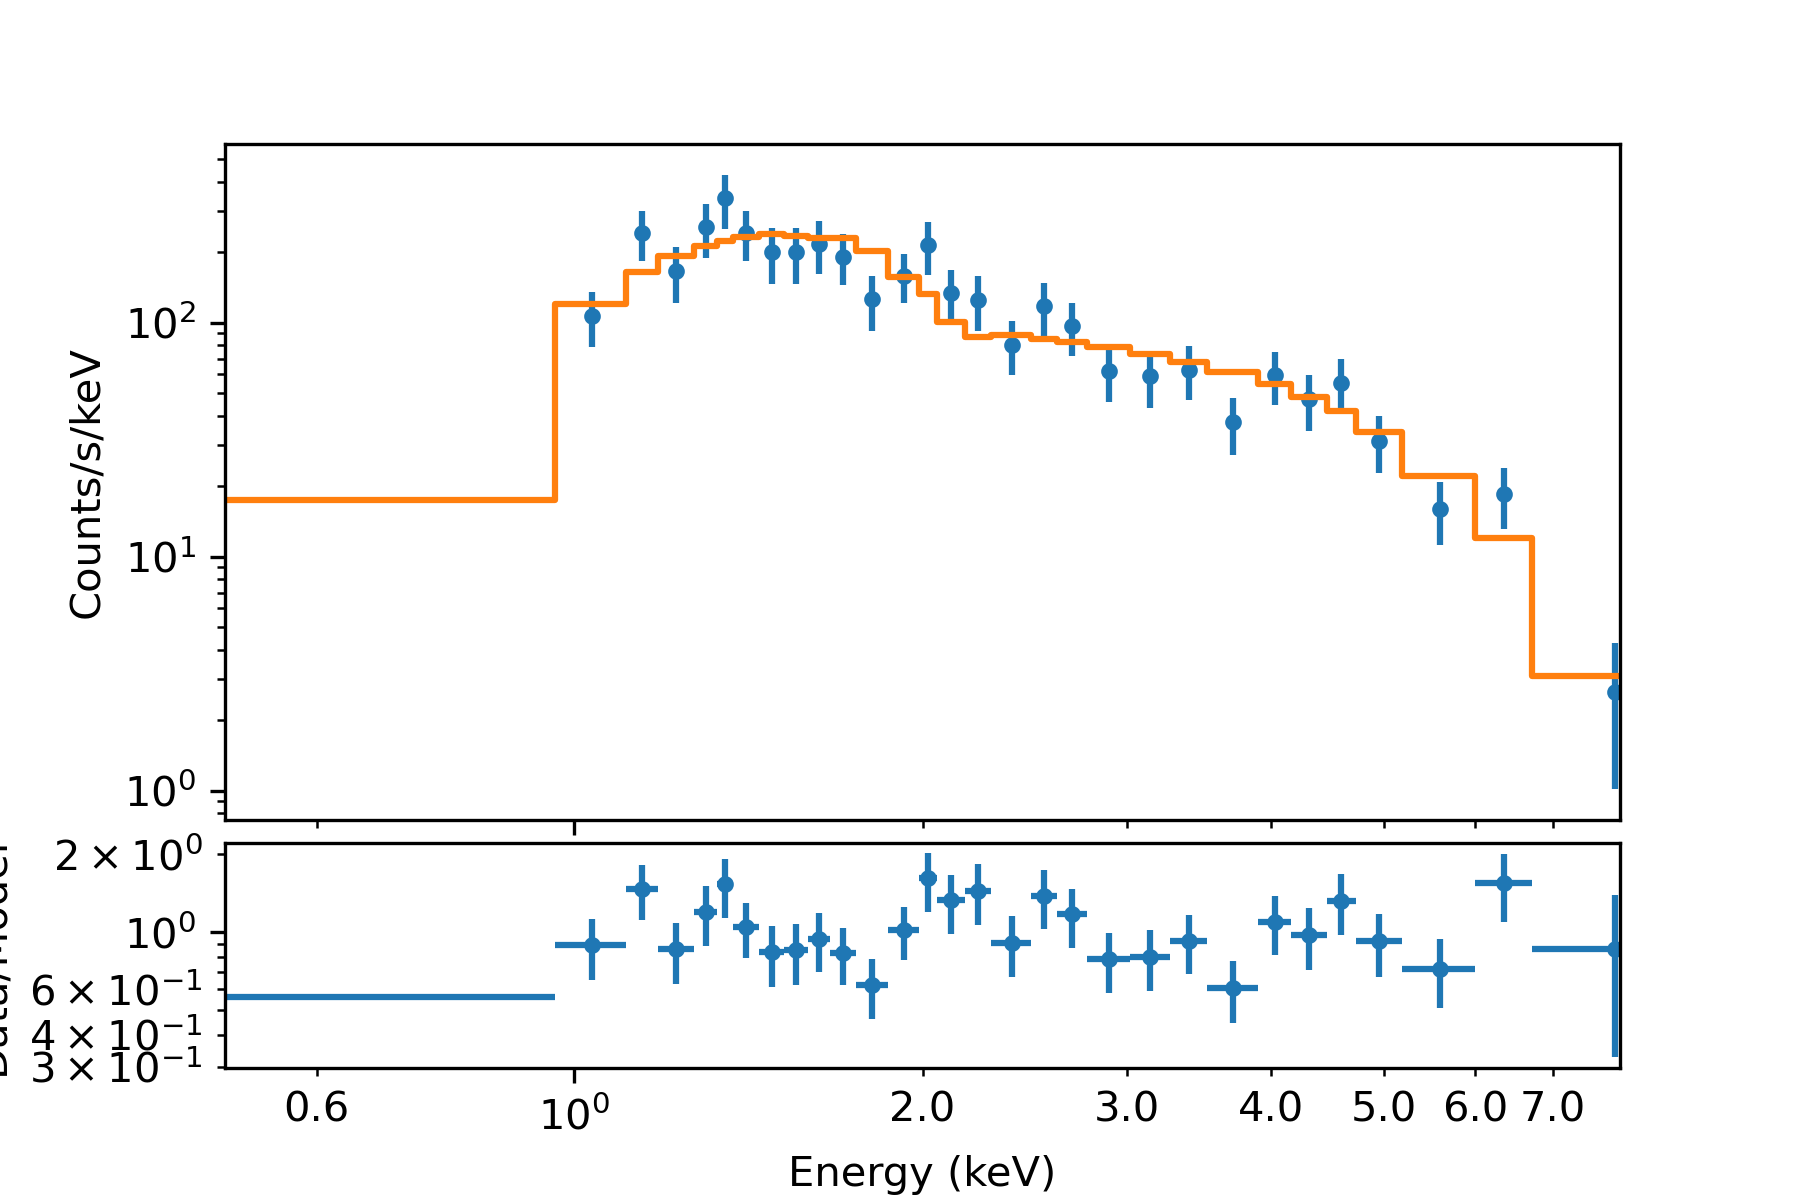 Counts/s/keV
10²
10¹
10⁰
2 × 10⁰
10⁰
6 × 10⁻¹
4 × 10⁻¹
3 × 10⁻¹
0.6 10⁰ 2.0 3.0 4.0 5.0 6.0 7.0
Energy (keV)